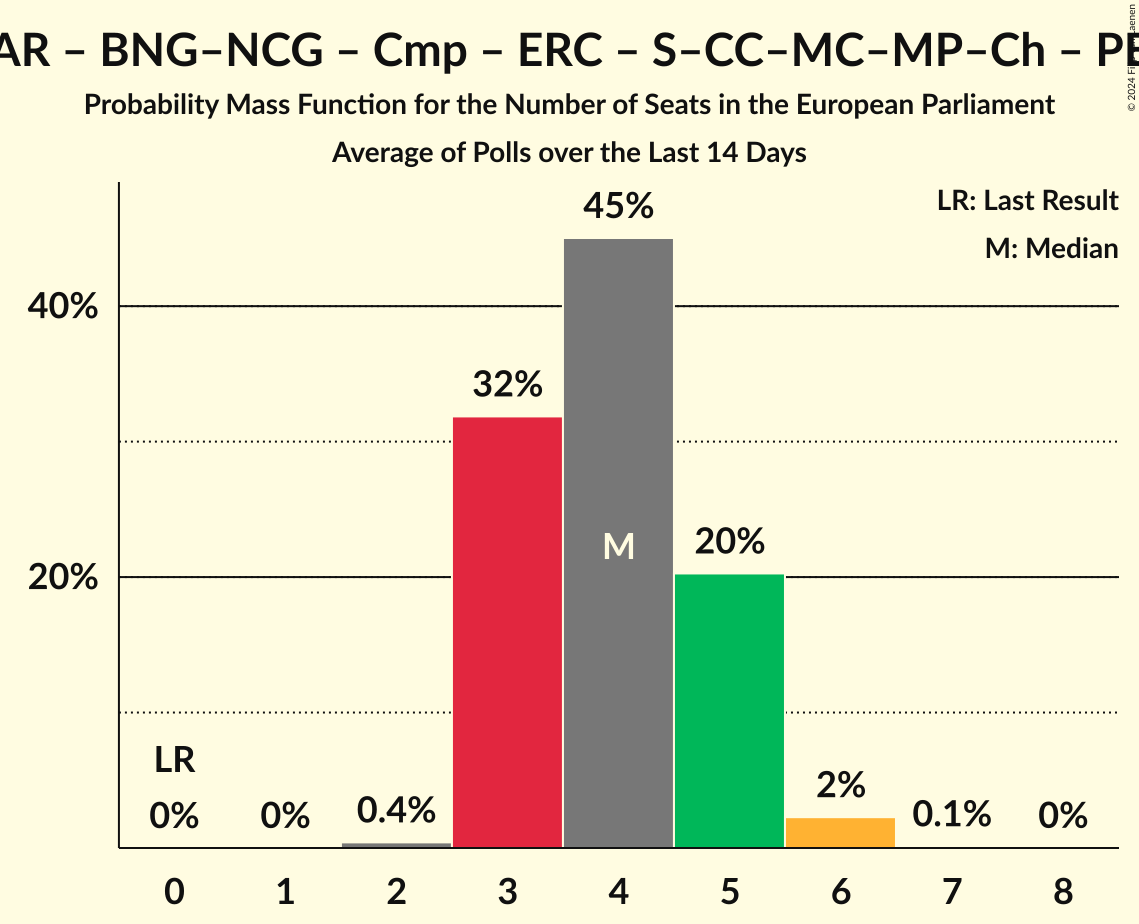 AR – BNG–NCG – Cmp – ERC – S–CC–MC–MP–Ch –
Probability Mass Function for the Number of Seats in the European Parliament
Average of Polls over the Last 14 Days
LR: Last Result
M: Median
45%
40%
32%
M
20%
20%
LR
2%
0% 0% 0.4% 0.1% 0%
0 1 2 3 4 5 6 7 8
© 2024